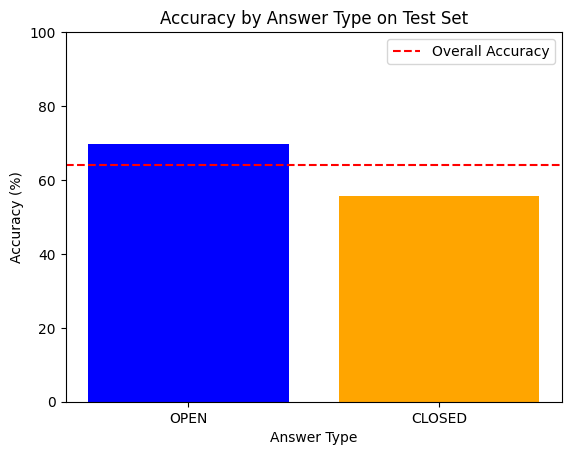 Accuracy by Answer Type on Test Set
Overall Accuracy
100
80
60
40
20
0
Accuracy (%)
OPEN CLOSED
Answer Type